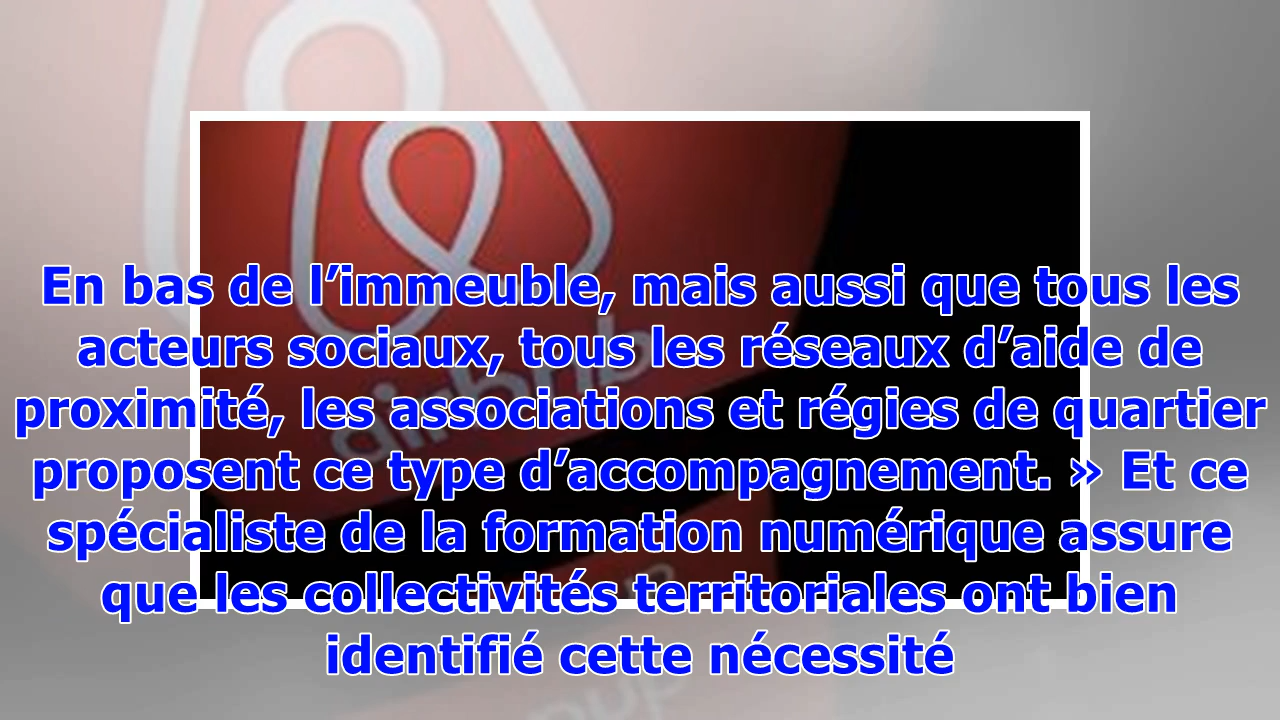 En bas de l’immeuble, mais aussi que tous les
acteurs sociaux, tous les réseaux d’aide de
proximité, les associations et régies de quartier
proposent ce type d’accompagnement. » Et ce
spécialiste de la formation numérique assure
que les collectivités territoriales ont bien
identifié cette nécessité
airbnb